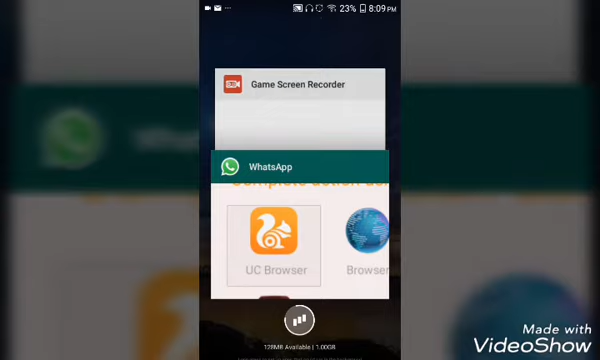 23% 8:09 PM
Game Screen Recorder
WhatsApp
UC Browser
Browser
128MB Available | 1.00GB
Made with
VideoShow